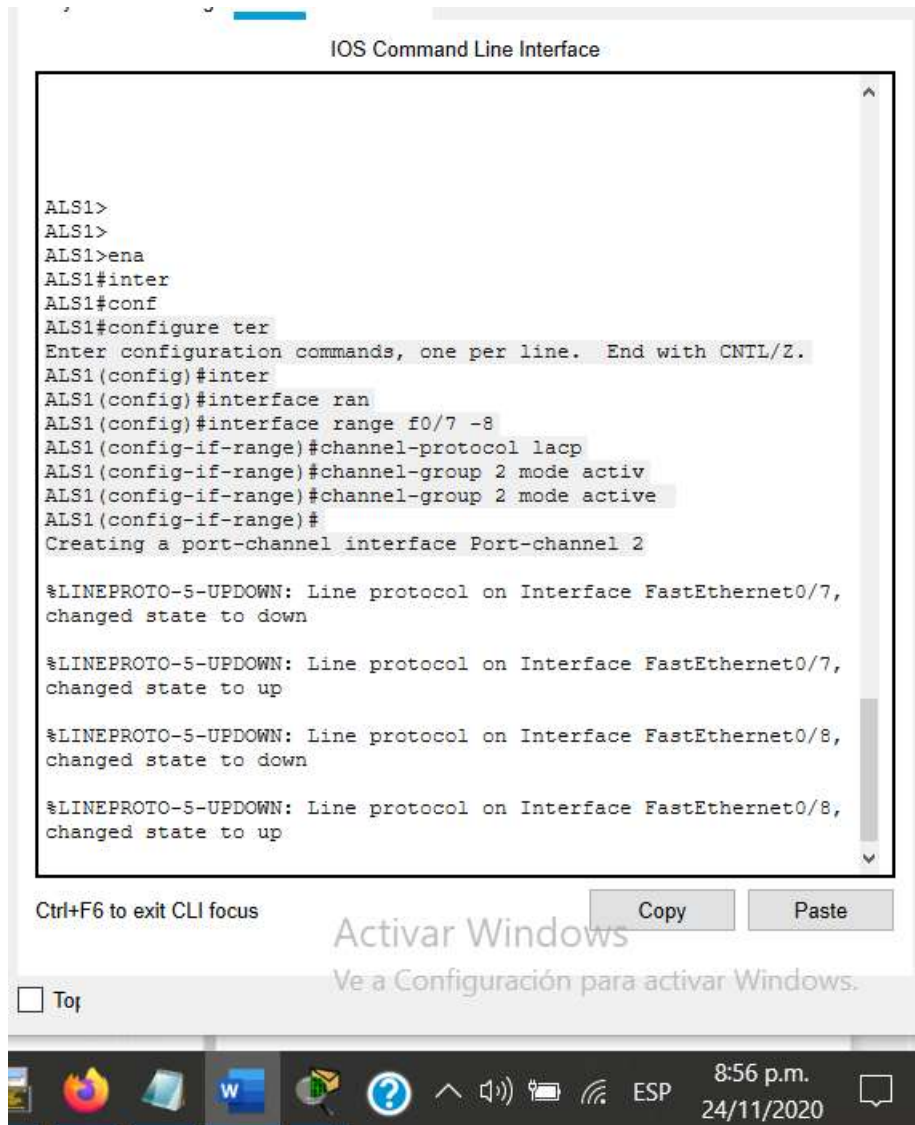 IOS Command Line Interface
ALS1>
ALS1>
ALS1>ena
ALS1#inter
ALS1#conf
ALS1#configure ter
Enter configuration commands, one per line.  End with CNTL/Z.
ALS1(config)#inter
ALS1(config)#interface ran
ALS1(config)#interface range f0/7 -8
ALS1(config-if-range)#channel-protocol lacp
ALS1(config-if-range)#channel-group 2 mode activ
ALS1(config-if-range)#channel-group 2 mode active
ALS1(config-if-range)#
Creating a port-channel interface Port-channel 2
%LINEPROTO-5-UPDOWN: Line protocol on Interface FastEthernet0/7,
changed state to down
%LINEPROTO-5-UPDOWN: Line protocol on Interface FastEthernet0/7,
changed state to up
%LINEPROTO-5-UPDOWN: Line protocol on Interface FastEthernet0/8,
changed state to down
%LINEPROTO-5-UPDOWN: Line protocol on Interface FastEthernet0/8,
changed state to up
Ctrl+F6 to exit CLI focus
Copy
Paste
Activar Windows
Ve a Configuración para activar Windows.
Top
W
?
ESP
8:56 p.m.
24/11/2020